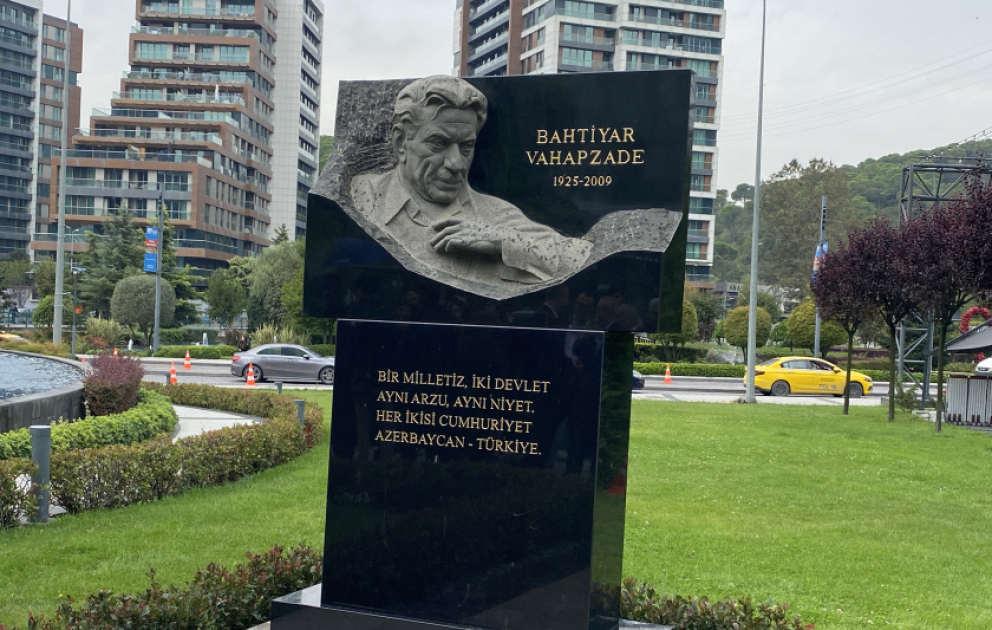 BAHTİYAR
VAHAPZADE
1925-2009
BİR MİLLETİZ, İKİ DEVLET
AYNI ARZU, AYNI NİYET.
HER İKİSİ CUMHURİYET
AZERBAYCAN - TÜRKİYE.